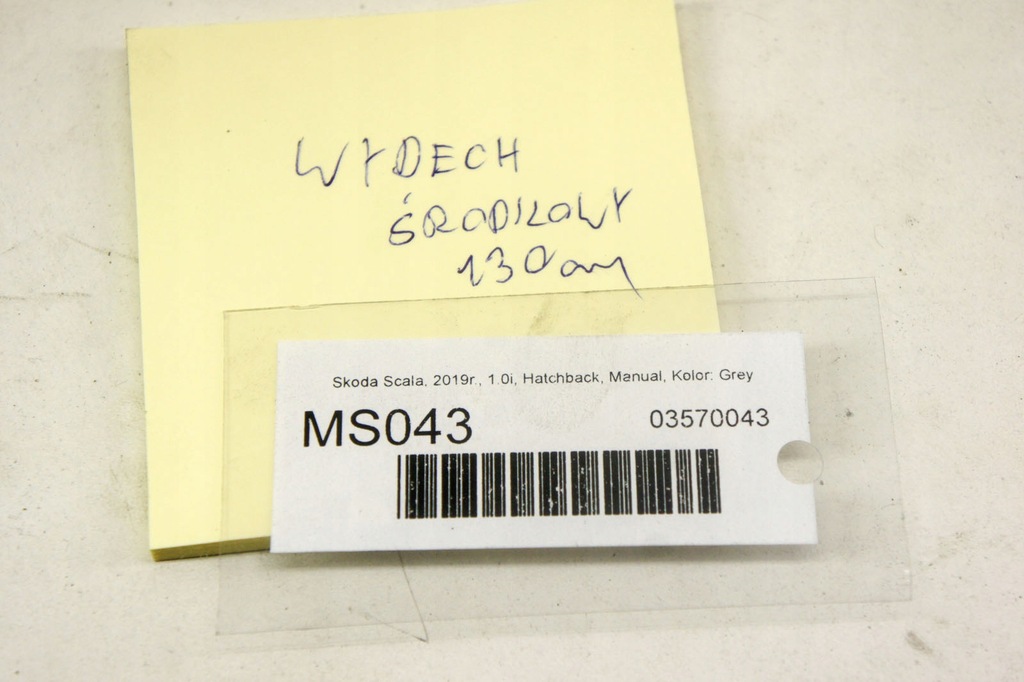 WYDECH
ŚRODKOWY
130cm
Skoda Scala, 2019r., 1.0i, Hatchback, Manual, Kolor: Grey
MS043
03570043